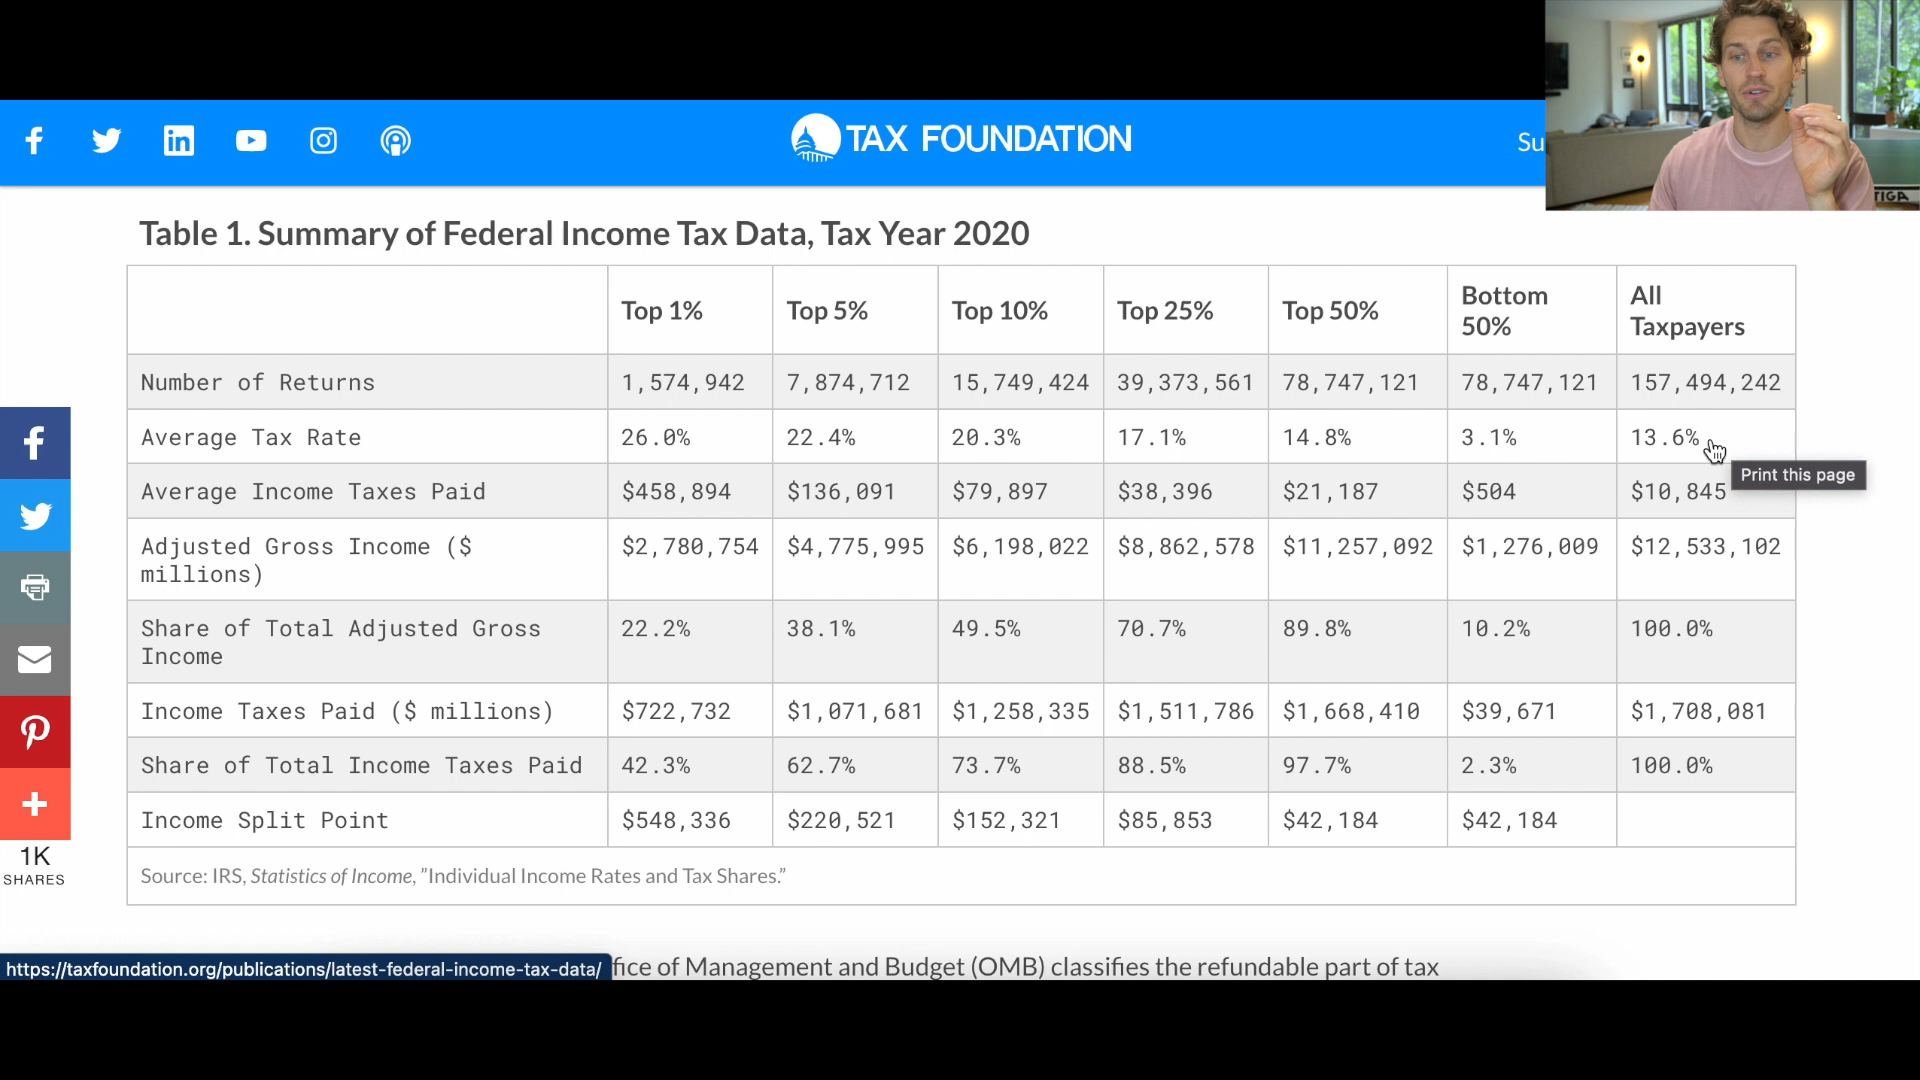 TAX FOUNDATION
Su
TIGA
Table 1. Summary of Federal Income Tax Data, Tax Year 2020
Top 1% Top 5% Top 10% Top 25% Top 50% Bottom 50% All Taxpayers
Number of Returns 1,574,942 7,874,712 15,749,424 39,373,561 78,747,121 78,747,121 157,494,242
Average Tax Rate 26.0% 22.4% 20.3% 17.1% 14.8% 3.1% 13.6%
Print this page
Average Income Taxes Paid $458,894 $136,091 $79,897 $38,396 $21,187 $504 $10,845
Adjusted Gross Income ($ millions) $2,780,754 $4,775,995 $6,198,022 $8,862,578 $11,257,092 $1,276,009 $12,533,102
Share of Total Adjusted Gross Income 22.2% 38.1% 49.5% 70.7% 89.8% 10.2% 100.0%
Income Taxes Paid ($ millions) $722,732 $1,071,681 $1,258,335 $1,511,786 $1,668,410 $39,671 $1,708,081
Share of Total Income Taxes Paid 42.3% 62.7% 73.7% 88.5% 97.7% 2.3% 100.0%
Income Split Point $548,336 $220,521 $152,321 $85,853 $42,184 $42,184
Source: IRS, Statistics of Income, ”Individual Income Rates and Tax Shares.”
1K
SHARES
https://taxfoundation.org/publications/latest-federal-income-tax-data/
fice of Management and Budget (OMB) classifies the refundable part of tax